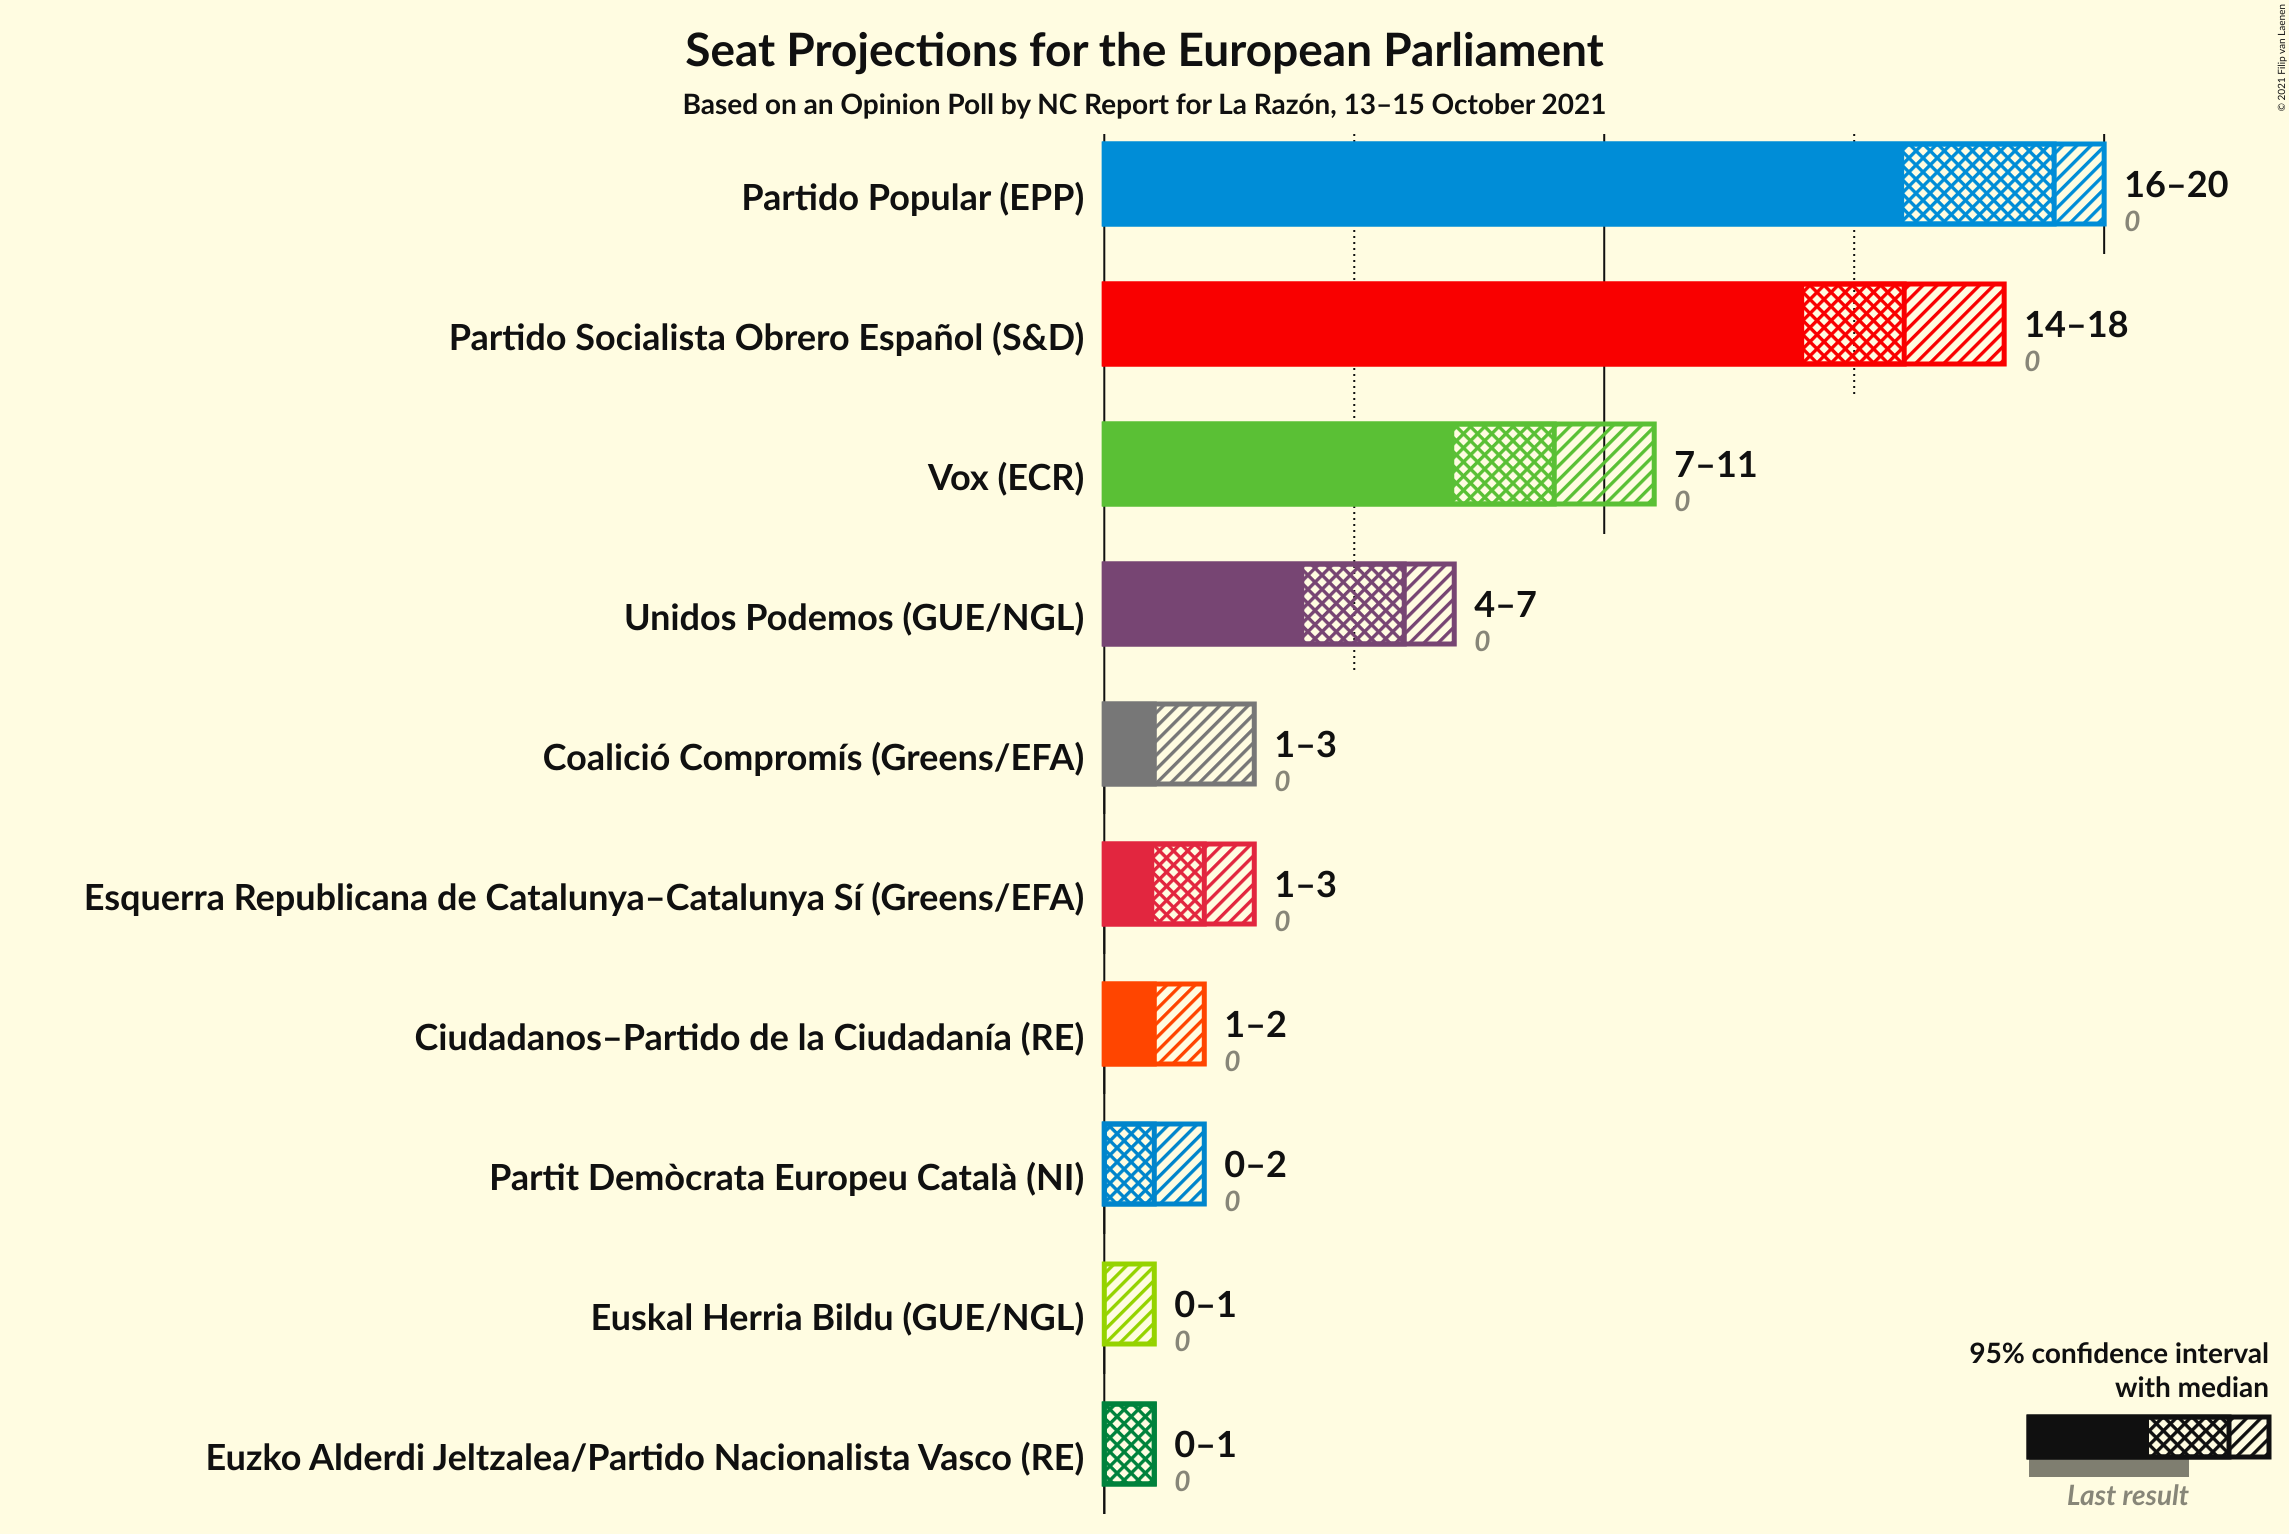 Seat Projections for the European Parliament
Based on an Opinion Poll by NC Report for La Razón, 13–15 October 2021
© 2021 Filip van Laenen
Partido Popular (EPP)
16–20
0
Partido Socialista Obrero Español (S&D)
14–18
0
Vox (ECR)
7–11
0
Unidos Podemos (GUE/NGL)
4–7
0
Coalició Compromís (Greens/EFA)
1–3
0
Esquerra Republicana de Catalunya–Catalunya Sí (Greens/EFA)
1–3
0
Ciudadanos–Partido de la Ciudadanía (RE)
1–2
0
Partit Demòcrata Europeu Català (NI)
0–2
0
Euskal Herria Bildu (GUE/NGL)
0–1
0
Euzko Alderdi Jeltzalea/Partido Nacionalista Vasco (RE)
0–1
0
95% confidence interval
with median
Last result